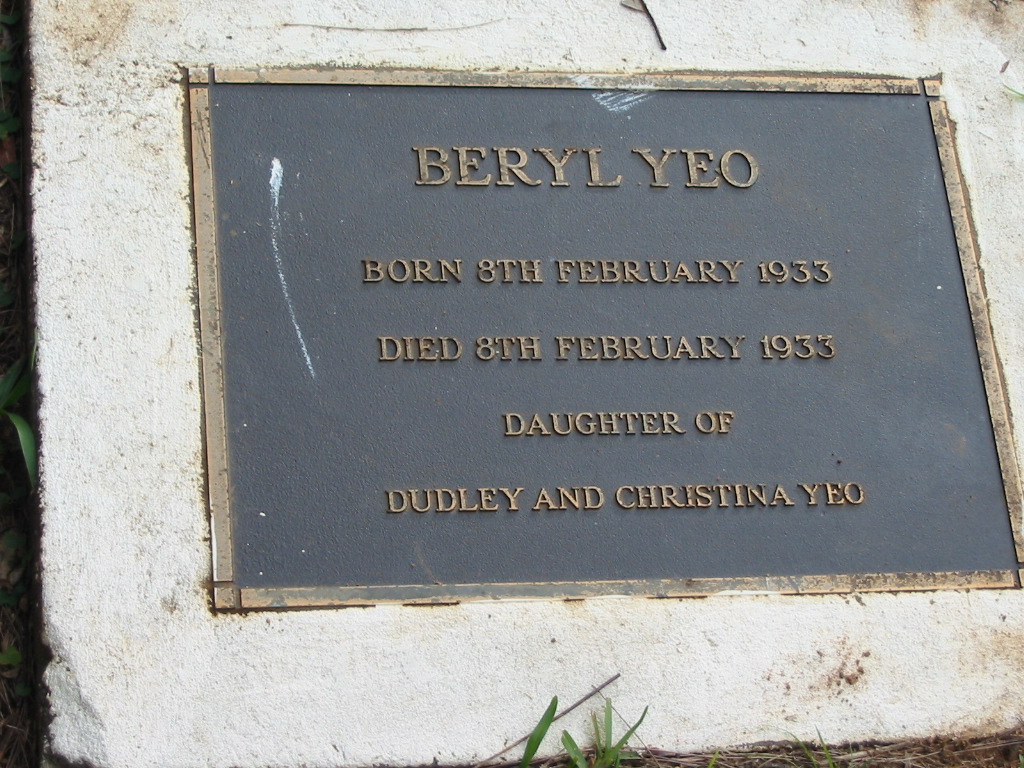 BERYL YEO
BORN 8TH FEBRUARY 1933
DIED 8TH FEBRUARY 1933
DAUGHTER OF
DUDLEY AND CHRISTINA YEO